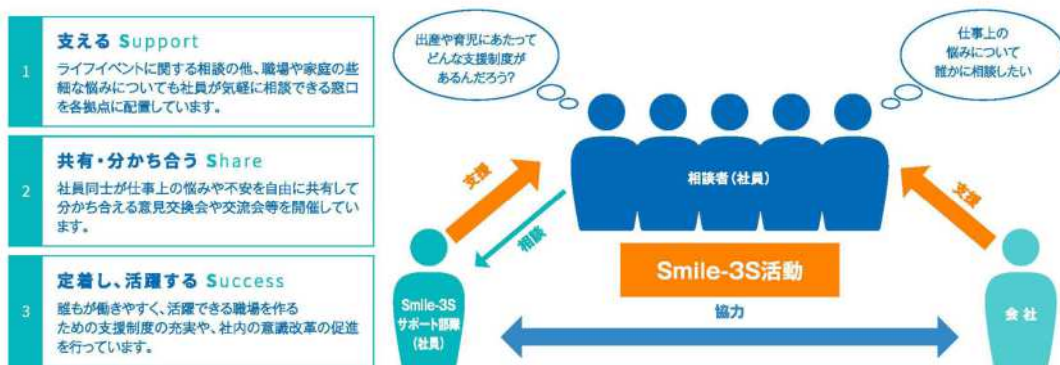 1
支える Support
ライフイベントに関する相談の他、職場や家庭の些
細な悩みについても社員が気軽に相談できる窓口
を各拠点に配置しています。
2
共有・分かち合う Share
社員同士が仕事上の悩みや不安を自由に共有して
分かち合える意見交換会や交流会等を開催してい
ます。
3
定着し、活躍する Success
誰もが働きやすく、活躍できる職場を作る
ための支援制度の充実や、社内の意識改革の促進
を行っています。
出産や育児にあたって
どんな支援制度が
あるんだろう?
仕事上の
悩みについて
誰かに相談したい
相談者(社員)
支援
相談
支援
Smile-3S活動
Smile-3S
サポート部隊
(社員)
協力
会社